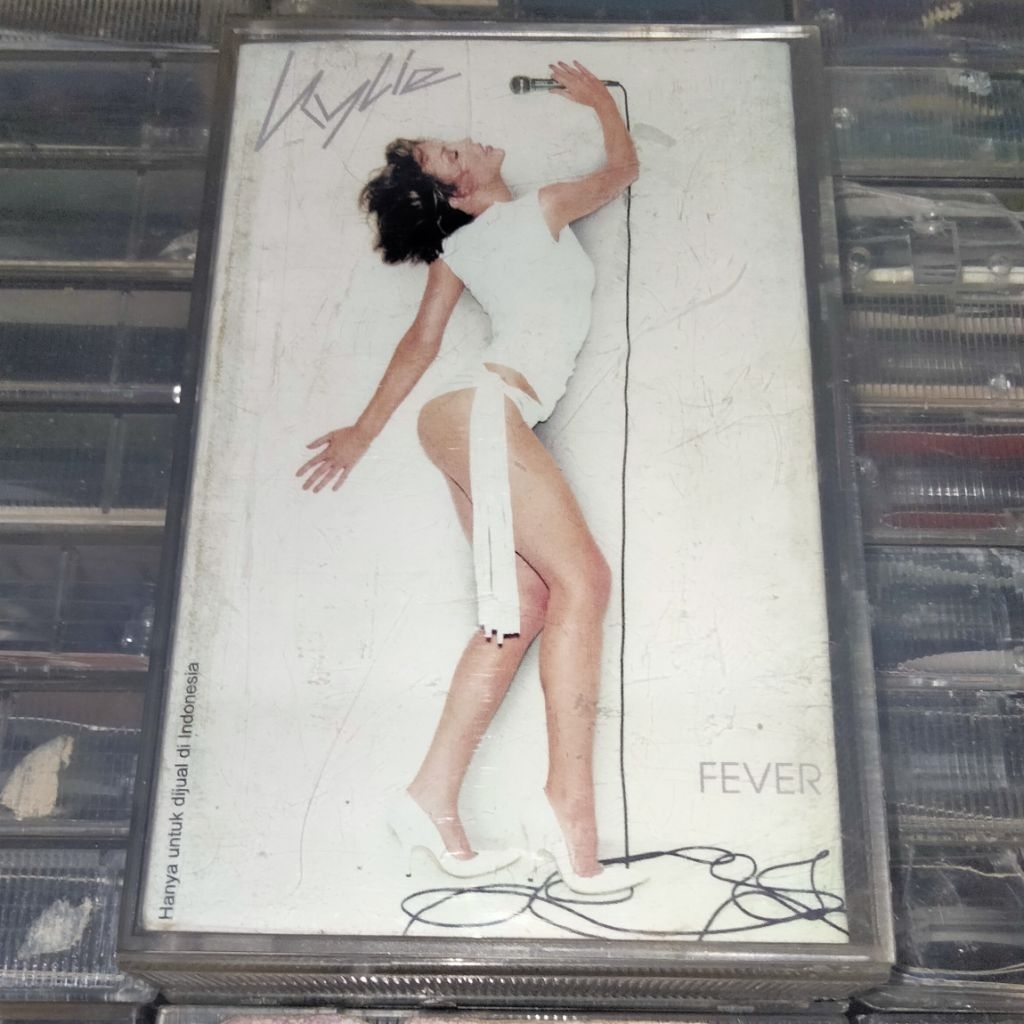 Kylie
FEVER
Hanya untuk dijual di Indonesia